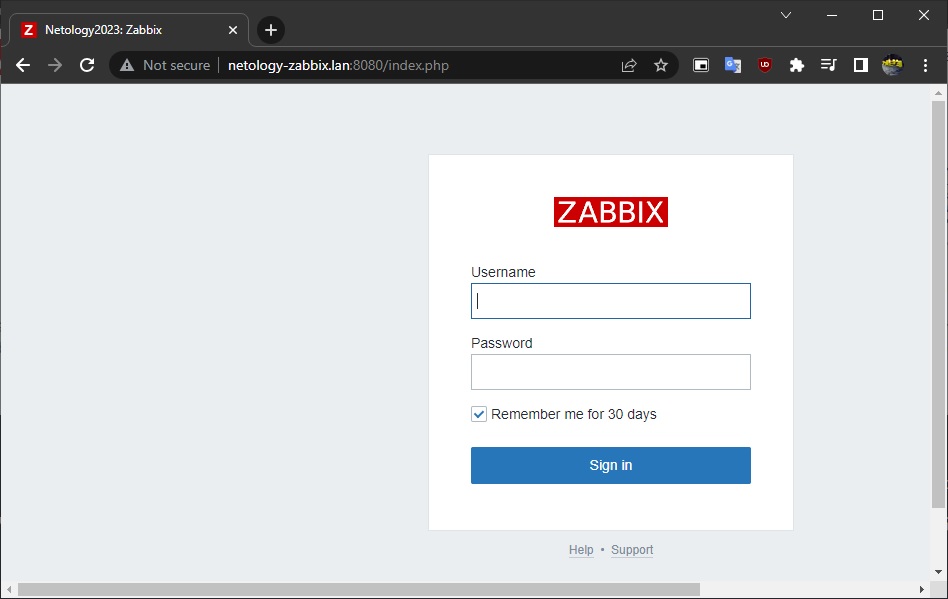 Z Netology2023: Zabbix
Not secure netology-zabbix.lan:8080/index.php
ZABBIX
Username
Password
Remember me for 30 days
Sign in
Help • Support